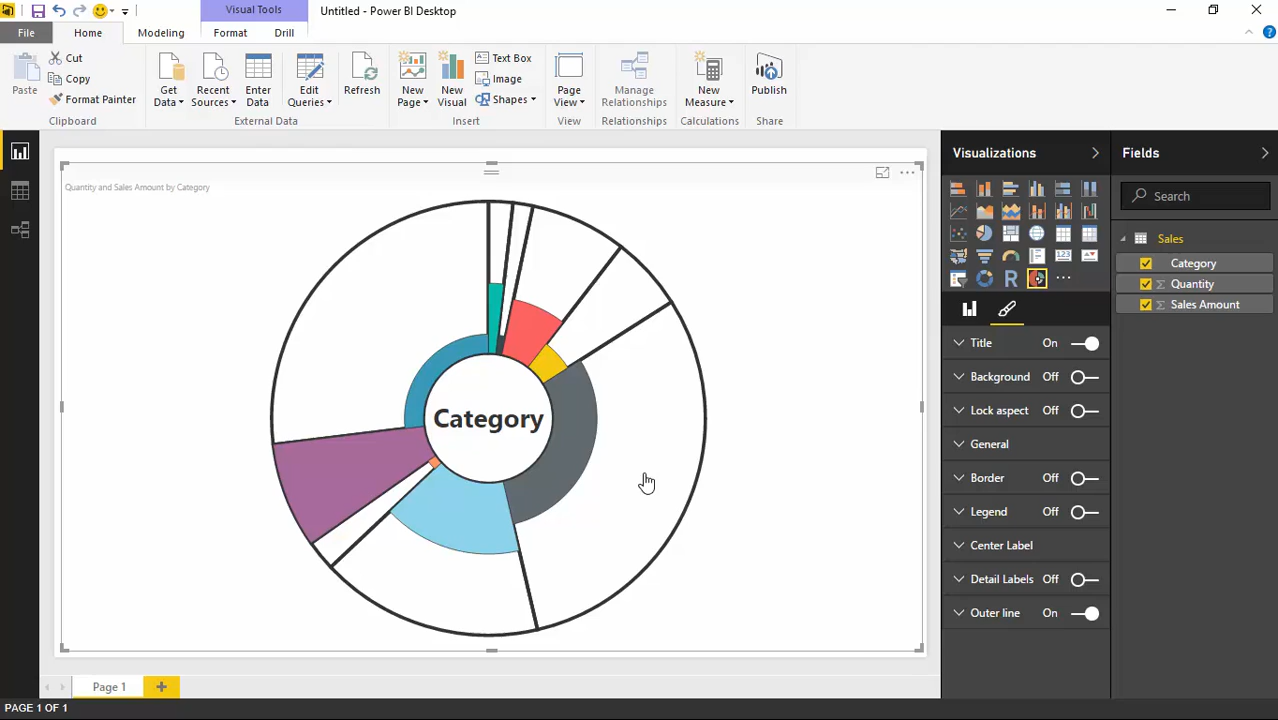 Visual Tools
Untitled - Power BI Desktop
File
Home
Modeling
Format
Drill
Paste
Cut
Copy
Format Painter
Clipboard
Get Data
Recent Sources
Enter Data
Edit Queries
Refresh
External Data
New Page
New Visual
Text Box
Image
Shapes
Insert
Page View
View
Manage Relationships
Relationships
New Measure
Calculations
Publish
Share
Quantity and Sales Amount by Category
Category
Visualizations
123
R
Title On
Background Off
Lock aspect Off
General
Border Off
Legend Off
Center Label
Detail Labels Off
Outer line On
Fields
Search
Sales
Category
Σ Quantity
Σ Sales Amount
Page 1
PAGE 1 OF 1